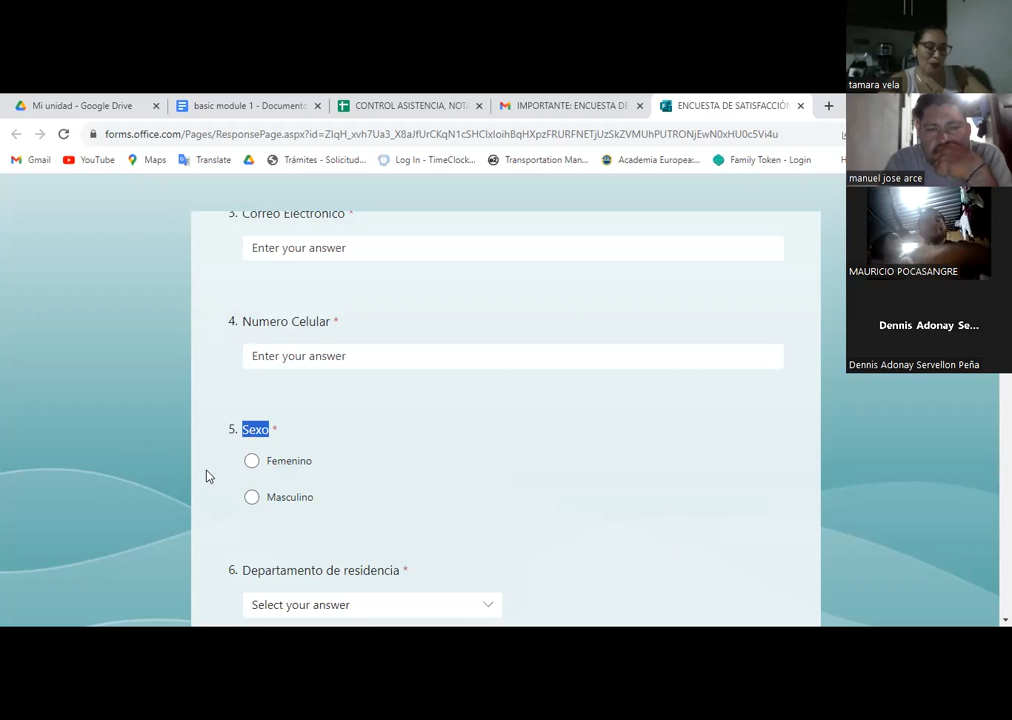 tamara vela
manuel jose arce
MAURICIO POCASANGRE
Dennis Adonay Se...
Dennis Adonay Servellon Peña
Mi unidad - Google Drive
basic module 1 - Documento
CONTROL ASISTENCIA, NOTA
IMPORTANTE: ENCUESTA DE
ENCUESTA DE SATISFACCIÓN
forms.office.com/Pages/ResponsePage.aspx?id=ZIqH_xvh7Ua3_X8aJfUrCKqN1cSHClxIoihBqHXpzFRURFNETjUzSkZVMUhPUTRONjEwN0xHU0c5Vi4u
Gmail
YouTube
Maps
Translate
Trámites - Solicitud...
Log In - TimeClock...
Transportation Man...
Academia Europea:...
Family Token - Login
3. Correo Electronico *
Enter your answer
4. Numero Celular *
Enter your answer
5. Sexo *
Femenino
Masculino
6. Departamento de residencia *
Select your answer